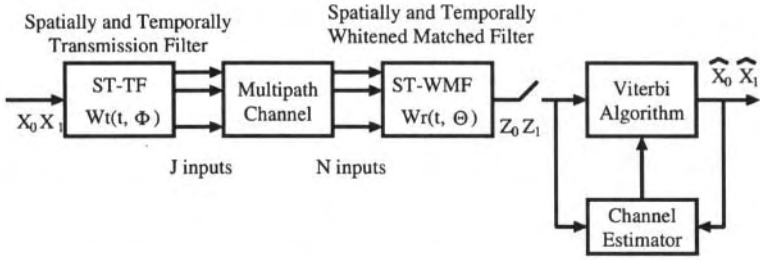 Spatially and Temporally
Transmission Filter
Spatially and Temporally
Whitened Matched Filter
ST-TF
Wt(t, Φ)
Multipath
Channel
ST-WMF
Wr(t, Θ)
Viterbi
Algorithm
X̂₀ X̂₁
X₀ X₁
Z₀ Z₁
J inputs
N inputs
Channel
Estimator